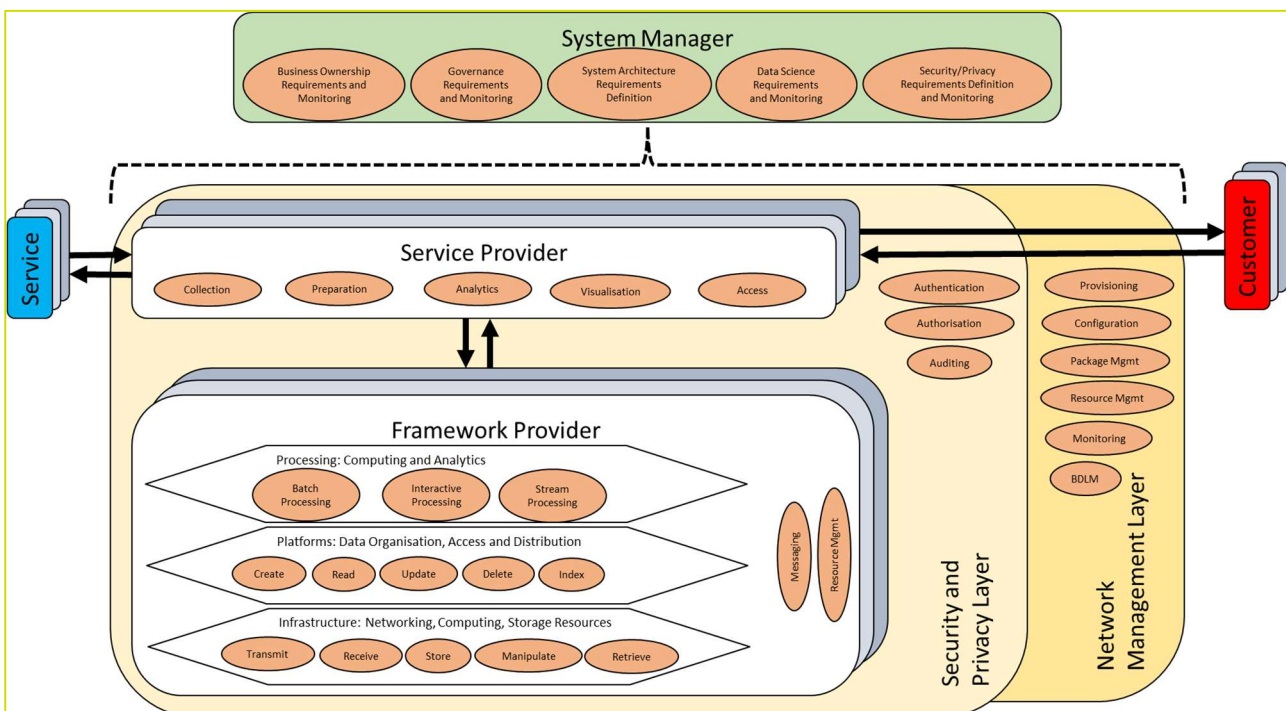 System Manager
Business Ownership
Requirements and
Monitoring
Governance
Requirements
and Monitoring
System Architecture
Requirements
Definition
Data Science
Requirements
and Monitoring
Security/Privacy
Requirements Definition
and Monitoring
Service
Service Provider
Collection
Preparation
Analytics
Visualisation
Access
Customer
Authentication
Authorisation
Auditing
Provisioning
Configuration
Package Mgmt
Resource Mgmt
Monitoring
BDLM
Framework Provider
Processing: Computing and Analytics
Batch
Processing
Interactive
Processing
Stream
Processing
Platforms: Data Organisation, Access and Distribution
Create
Read
Update
Delete
Index
Infrastructure: Networking, Computing, Storage Resources
Transmit
Receive
Store
Manipulate
Retrieve
Messaging
Resource Mgmt
Security and
Privacy Layer
Network
Management Layer